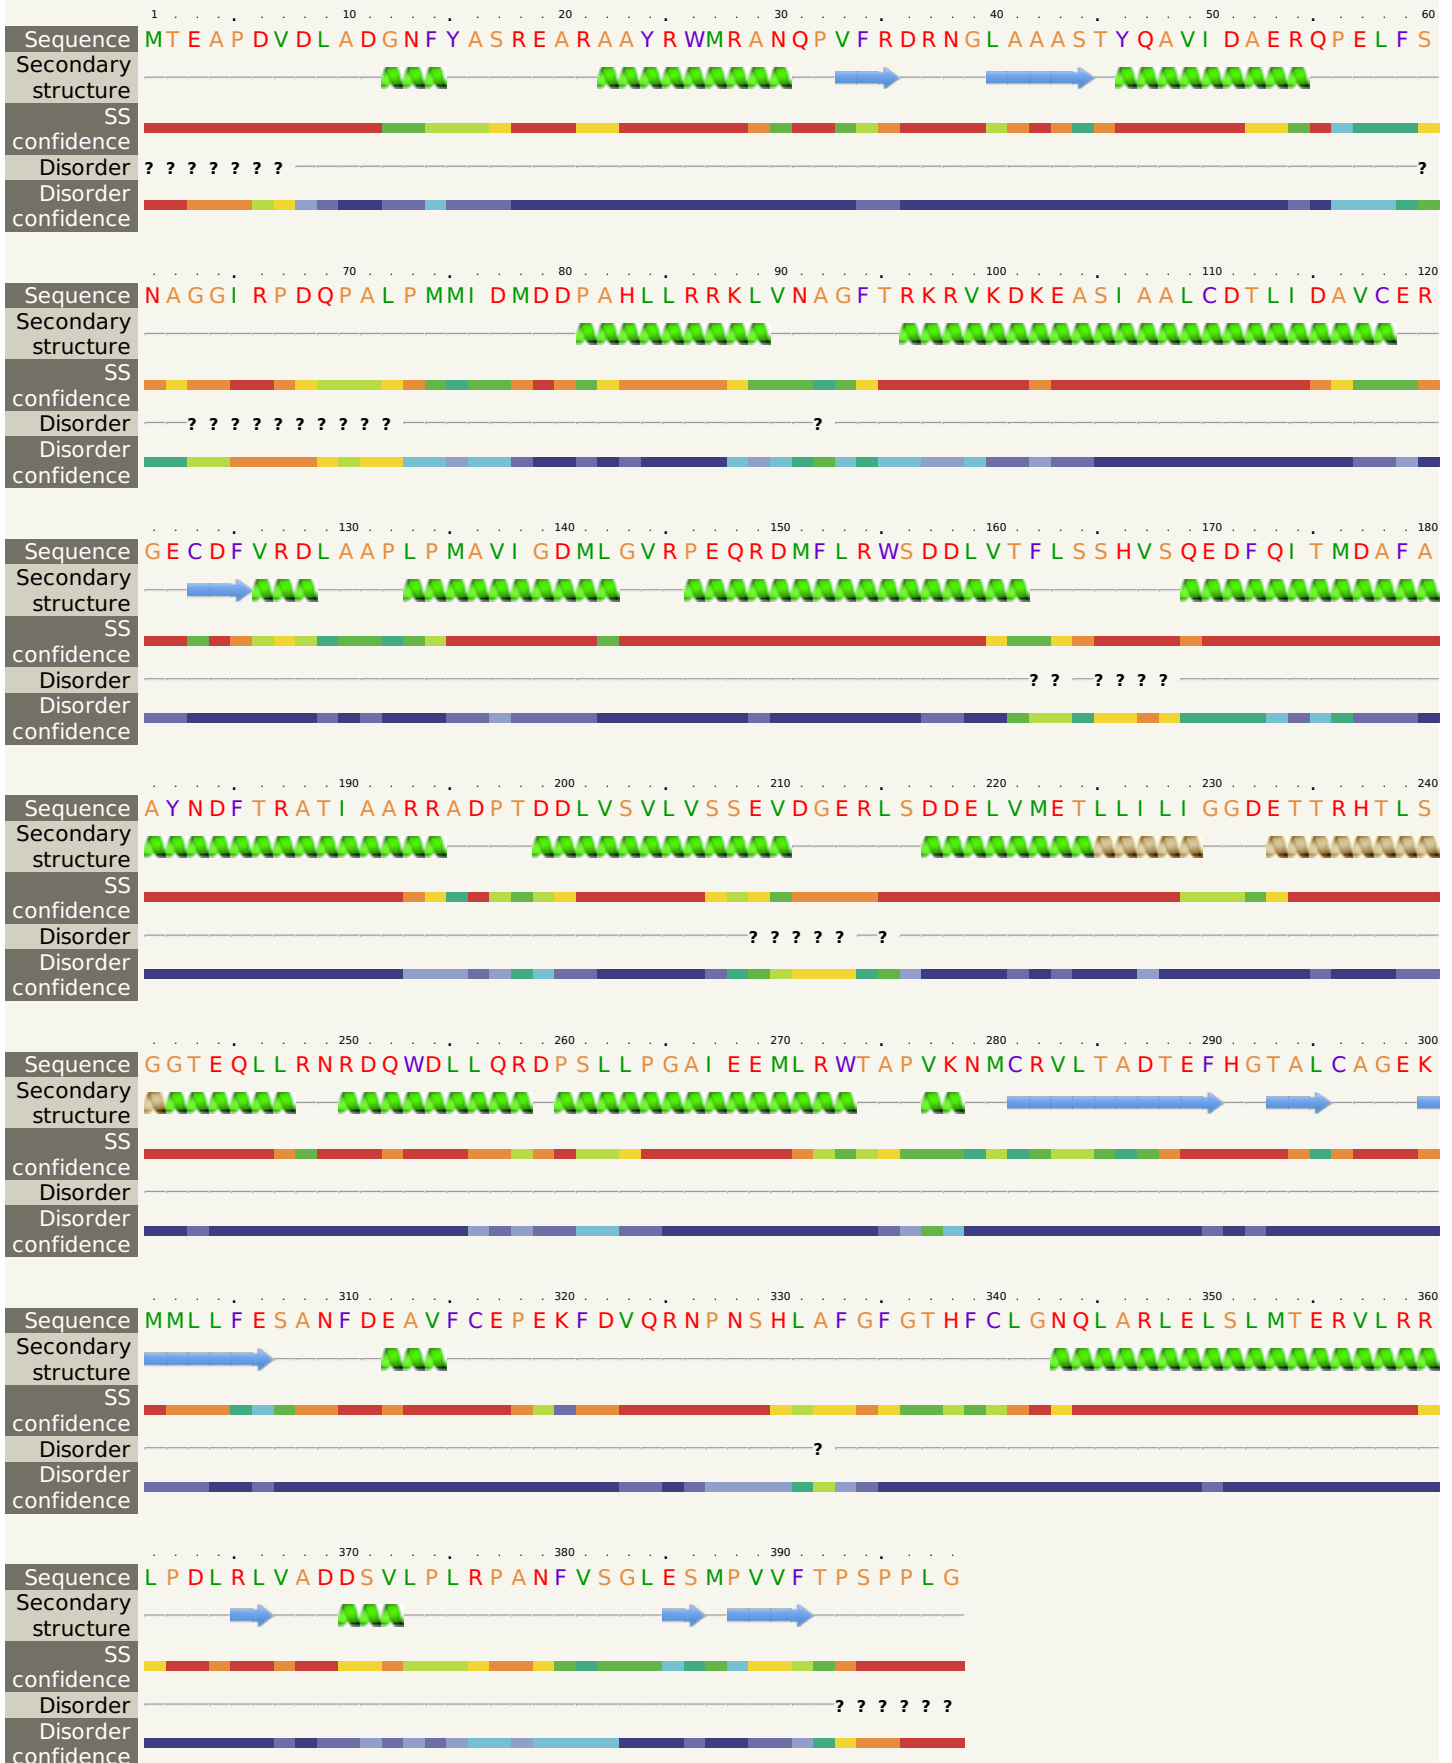 1 . . . . . . . . 10 . . . . . . . . . 20 . . . . . . . . . 30 . . . . . . . . . 40 . . . . . . . . . 50 . . . . . . . . . 60
Sequence MTEAPDVDLADGNFYASREARAAYRWMRANQPVFRDRNGLAAASTYQAVIDAERQPELFS
Secondary
structure
SS
confidence
Disorder ? ? ? ? ? ? ? ?
Disorder
confidence
. . . . . . . . . 70 . . . . . . . . . 80 . . . . . . . . . 90 . . . . . . . . . 100 . . . . . . . . . 110 . . . . . . . . . 120
Sequence NAGGIRPDQPALPMMIDMDDPAHLLRRKLVNAGFTRKRVKDKEASIAALCDTLIDAVCER
Secondary
structure
SS
confidence
Disorder ? ? ? ? ? ? ? ? ? ? ?
Disorder
confidence
. . . . . . . . . 130 . . . . . . . . . 140 . . . . . . . . . 150 . . . . . . . . . 160 . . . . . . . . . 170 . . . . . . . . . 180
Sequence GECDFVRDLAAPLPMAVIGDMLGVRPEQRDMFLRWSDDLVTFLSSHVSQEDFQITMDAFA
Secondary
structure
SS
confidence
Disorder ? ? ? ? ? ?
Disorder
confidence
. . . . . . . . . 190 . . . . . . . . . 200 . . . . . . . . . 210 . . . . . . . . . 220 . . . . . . . . . 230 . . . . . . . . . 240
Sequence AYNDFTRATIAARRADPTDDLVSVLVSSEVDGERLSDDELVMETLLILIGGDETTRHTLS
Secondary
structure
SS
confidence
Disorder ? ? ? ? ? ?
Disorder
confidence
. . . . . . . . . 250 . . . . . . . . . 260 . . . . . . . . . 270 . . . . . . . . . 280 . . . . . . . . . 290 . . . . . . . . . 300
Sequence GGTEQLLRNRDQWDLLQRDPSLLPGAIEEMLRWTAPVKNMCRVLTADTEFHGTALCAGEK
Secondary
structure
SS
confidence
Disorder
Disorder
confidence
. . . . . . . . . 310 . . . . . . . . . 320 . . . . . . . . . 330 . . . . . . . . . 340 . . . . . . . . . 350 . . . . . . . . . 360
Sequence MMLLFESANFDEAVFCEPEKFDVQRNPNSHLAFGFGTHFCLGNQLARLELSLMTERVLRR
Secondary
structure
SS
confidence
Disorder ?
Disorder
confidence
. . . . . . . . . 370 . . . . . . . . . 380 . . . . . . . . . 390 . . . . . . . .
Sequence LPDLRLVADDSVLPLRPANFVSGLESMPVVFTPSPPLG
Secondary
structure
SS
confidence
Disorder ? ? ? ? ? ?
Disorder
confidence